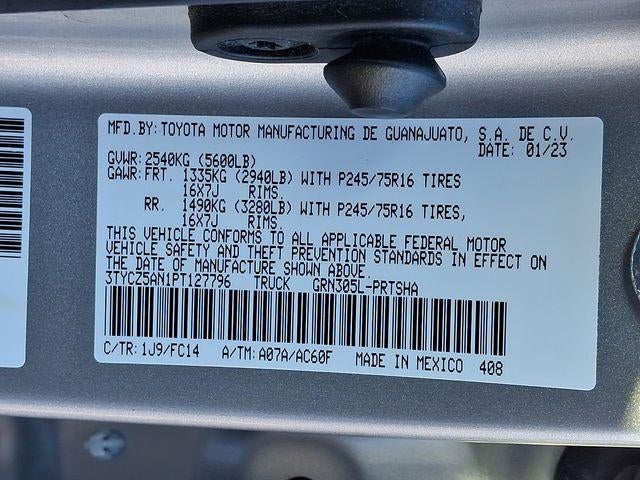 MFD.BY:TOYOTA MOTOR MANUFACTURING DE GUANAJUATO, S.A. DE C.V.
DATE: 01/23
GVWR:2540KG (5600LB)
GAWR:FRT. 1335KG (2940LB) WITH P245/75R16 TIRES
16X7J RIMS.
RR. 1490KG (3280LB) WITH P245/75R16 TIRES,
16X7J RIMS.
THIS VEHICLE CONFORMS TO ALL APPLICABLE FEDERAL MOTOR
VEHICLE SAFETY AND THEFT PREVENTION STANDARDS IN EFFECT ON
THE DATE OF MANUFACTURE SHOWN ABOVE.
3TYCZ5AN1PT127796 TRUCK GRN305L-PRTSHA
C/TR:1J9/FC14 A/TM:A07A/AC60F MADE IN MEXICO 408